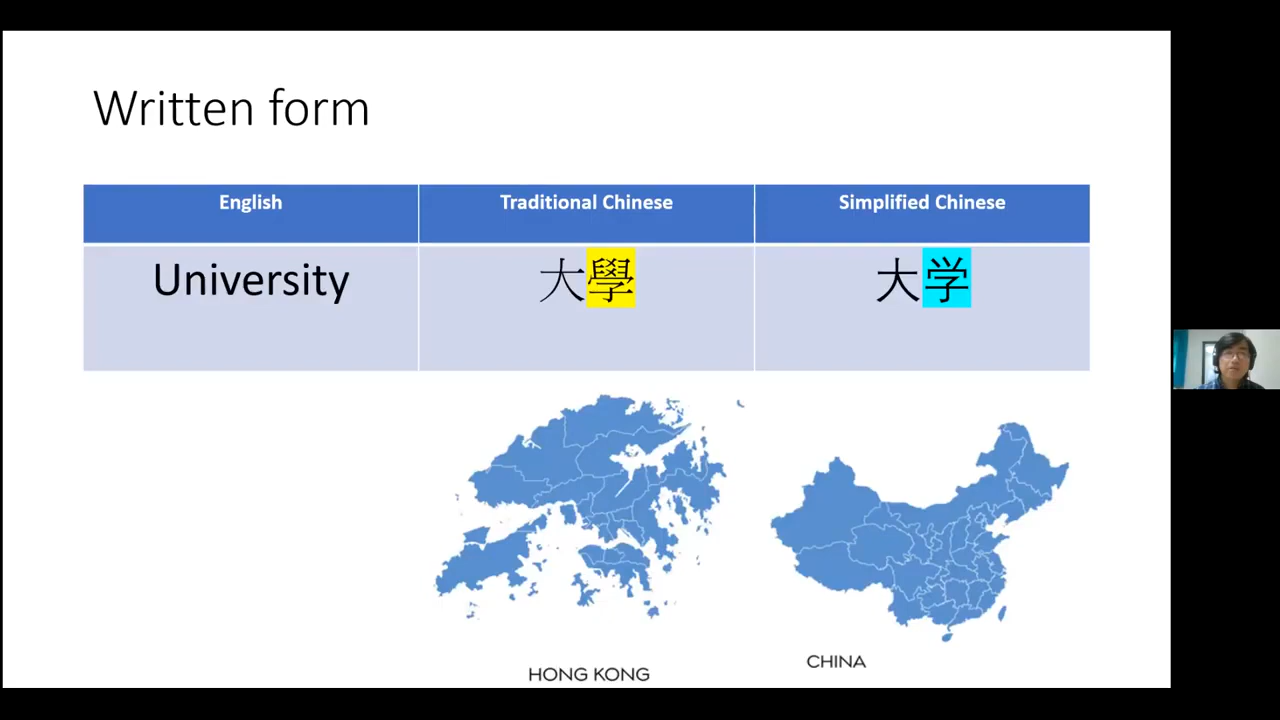 Written form
English Traditional Chinese Simplified Chinese
University 大學 大学
CHINA
HONG KONG